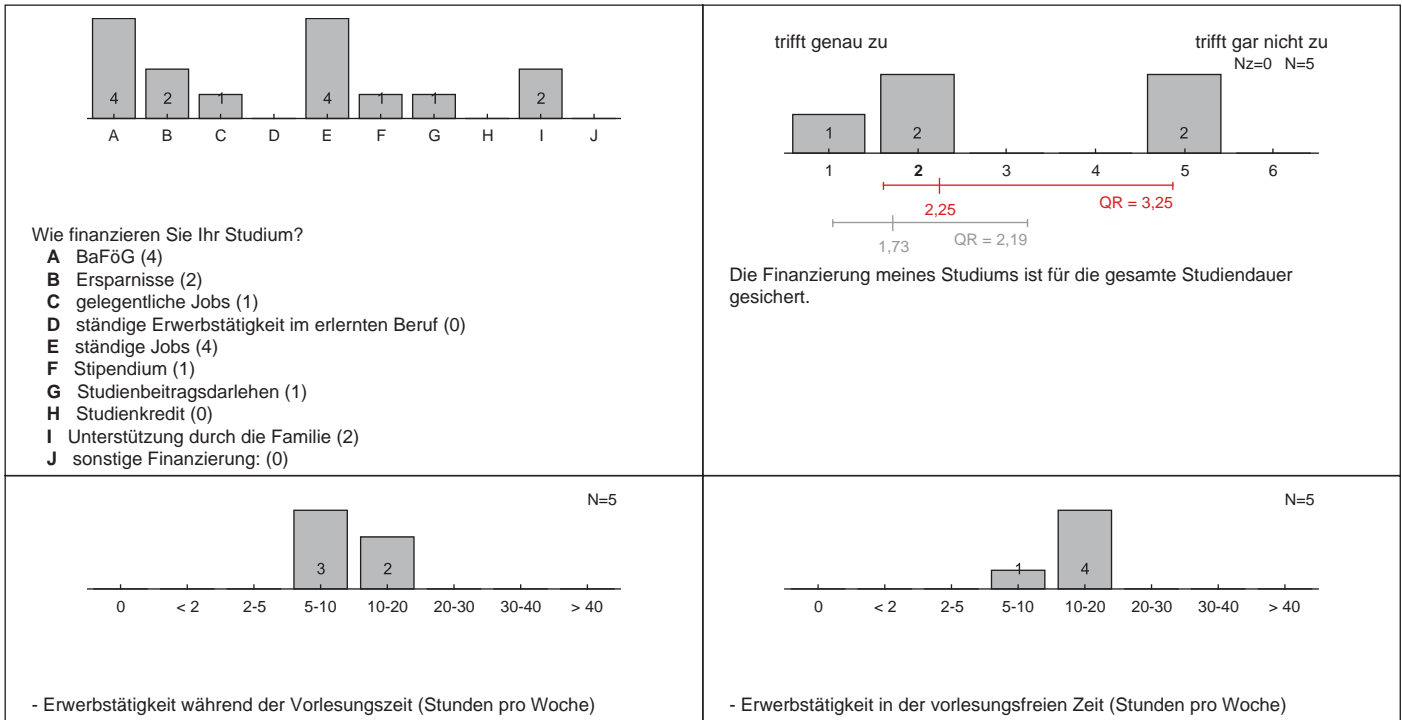 4 2 1 4 1 1 2
A B C D E F G H I J
Wie finanzieren Sie Ihr Studium?
A BaFöG (4)
B Ersparnisse (2)
C gelegentliche Jobs (1)
D ständige Erwerbstätigkeit im erlernten Beruf (0)
E ständige Jobs (4)
F Stipendium (1)
G Studienbeitragsdarlehen (1)
H Studienkredit (0)
I Unterstützung durch die Familie (2)
J sonstige Finanzierung: (0)
trifft genau zu trifft gar nicht zu
Nz=0 N=5
1 2 2
1 2 3 4 5 6
2,25 QR = 3,25
1,73 QR = 2,19
Die Finanzierung meines Studiums ist für die gesamte Studiendauer
gesichert.
N=5
3 2
0 < 2 2-5 5-10 10-20 20-30 30-40 > 40
- Erwerbstätigkeit während der Vorlesungszeit (Stunden pro Woche)
N=5
1 4
0 < 2 2-5 5-10 10-20 20-30 30-40 > 40
- Erwerbstätigkeit in der vorlesungsfreien Zeit (Stunden pro Woche)